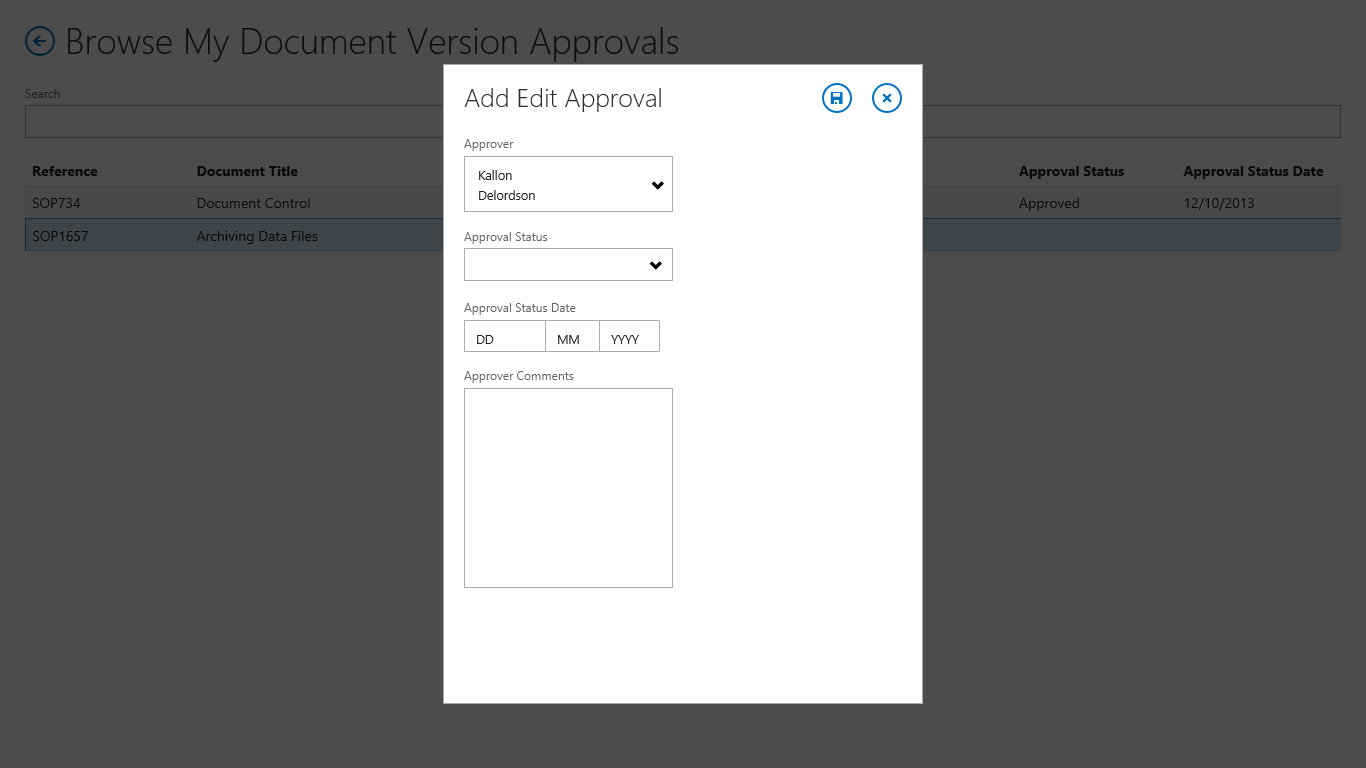 Browse My Document Version Approvals
Search
Reference Document Title Approval Status Approval Status Date
SOP734 Document Control Approved 12/10/2013
SOP1657 Archiving Data Files
Add Edit Approval
Approver
Kallon
Delordson
Approval Status
Approval Status Date
DD MM YYYY
Approver Comments